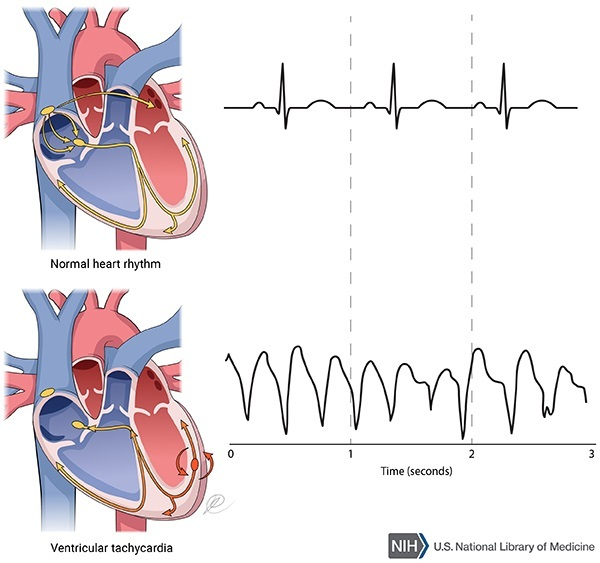 Normal heart rhythm
0
1
2
3
Time (seconds)
Ventricular tachycardia
NIH U.S. National Library of Medicine